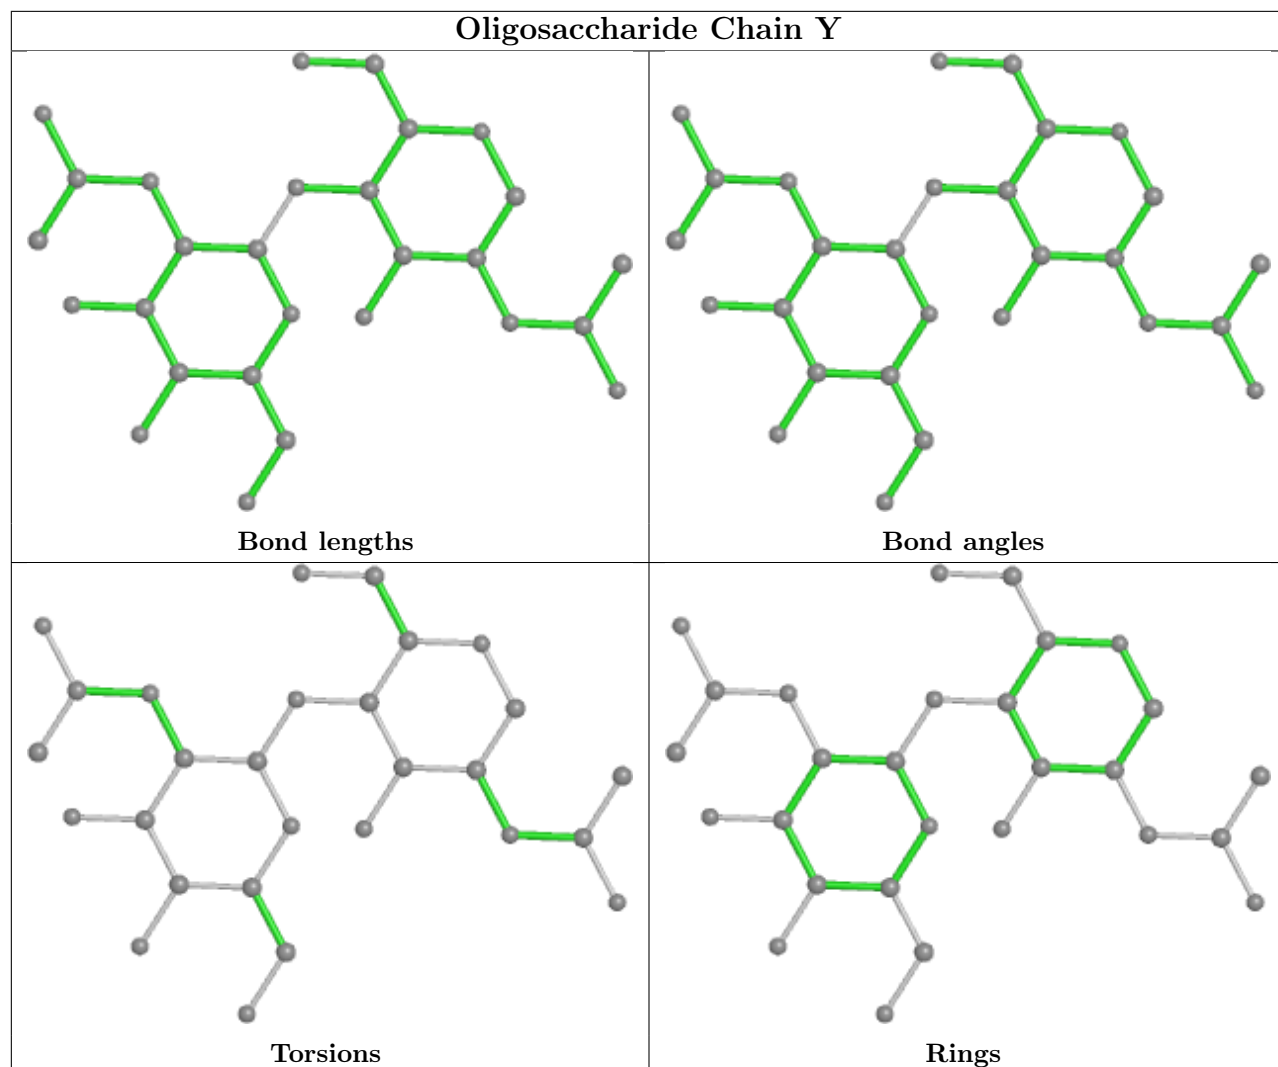 Oligosaccharide Chain Y
Bond lengths
Bond angles
Torsions
Rings